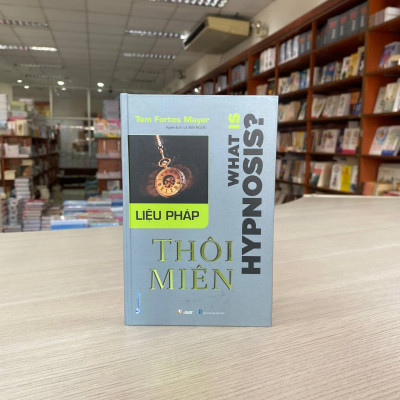 Tom Fortes Mayer
LIỆU PHÁP
THÔI
MIÊN
WHAT IS
HYPNOSIS?